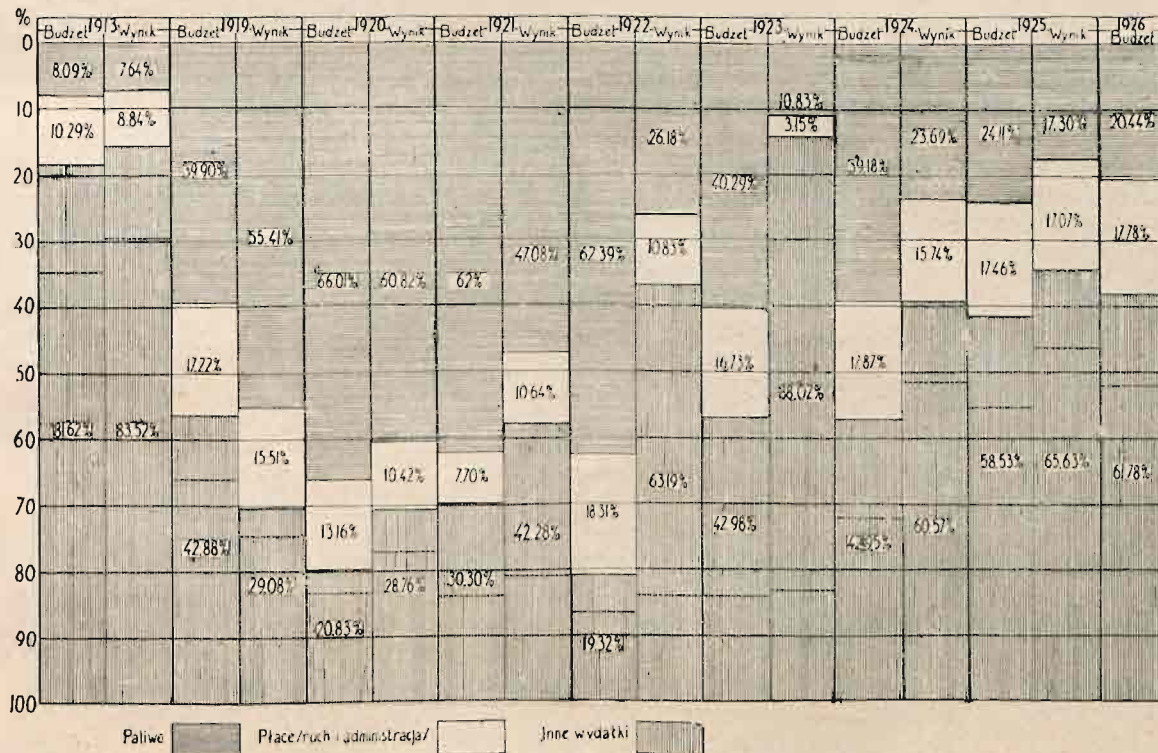 %
1913 1919 1920 1921 1922 1923 1924 1925 1926
Budżet Wynik Budżet Wynik Budżet Wynik Budżet Wynik Budżet Wynik Budżet Wynik Budżet Wynik Budżet Wynik Budżet
0
8.09% 7.64%
10 10.83%
10.29% 8.84% 3.15% 17.30% 20.44%
26.18% 23.69% 24.11%
20 39.90% 40.29% 39.18%
17.07%
30 55.41% 47.08% 62.39% 10.83% 15.74% 17.78%
66.01% 60.82% 62% 17.46%
40
50 17.22% 10.64% 16.73% 88.02% 17.87%
60 81.62% 83.52%
15.51% 10.42% 7.70% 63.19% 58.53% 65.63% 61.78%
70 18.31%
13.16% 42.28% 42.98% 42.95% 60.57%
42.88%
80
29.08% 28.76% 30.30%
90 20.83% 19.32%
100
Paliwo Płace/ruch i administracja/ Inne wydatki